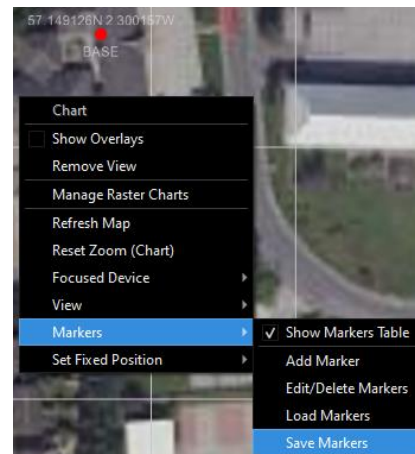 57.149126N 2.300157W
BASE
Chart
Show Overlays
Remove View
Manage Raster Charts
Refresh Map
Reset Zoom (Chart)
Focused Device
View
Markers
Set Fixed Position
Show Markers Table
Add Marker
Edit/Delete Markers
Load Markers
Save Markers